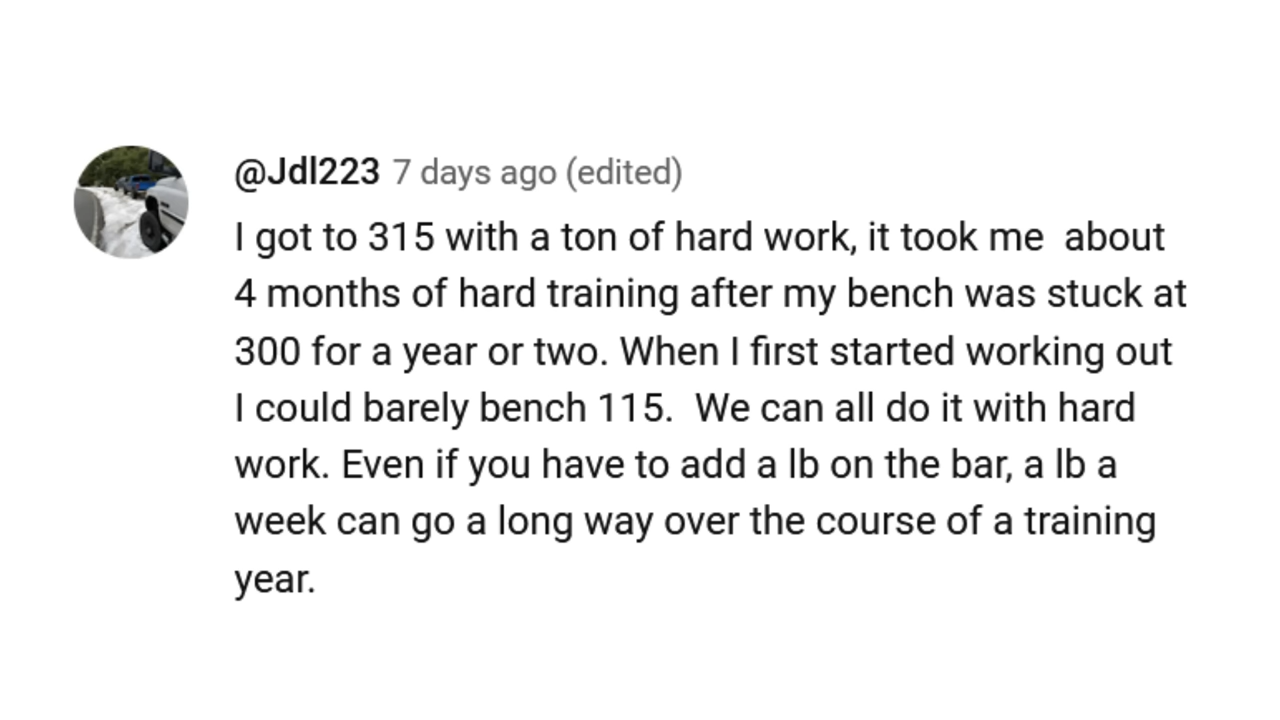 @Jdl223 7 days ago (edited)
I got to 315 with a ton of hard work, it took me  about
4 months of hard training after my bench was stuck at
300 for a year or two. When I first started working out
I could barely bench 115.  We can all do it with hard
work. Even if you have to add a lb on the bar, a lb a
week can go a long way over the course of a training
year.